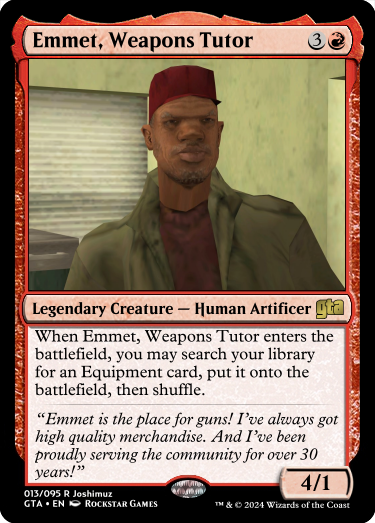 Emmet, Weapons Tutor 3
Legendary Creature — Human Artificer gta
When Emmet, Weapons Tutor enters the
battlefield, you may search your library
for an Equipment card, put it onto the
battlefield, then shuffle.
“Emmet is the place for guns! I’ve always got
high quality merchandise. And I’ve been
proudly serving the community for over 30
years!”
4/1
013/095 R Joshimuz
GTA • EN Rockstar Games
™ & © 2024 Wizards of the Coast